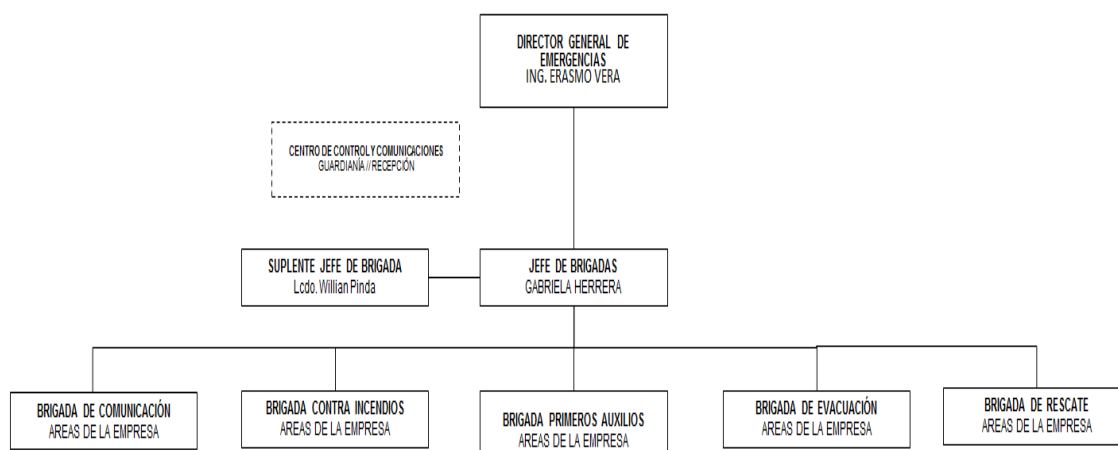 DIRECTOR GENERAL DE
EMERGENCIAS
ING. ERASMO VERA
CENTRO DE CONTROL Y COMUNICACIONES
GUARDIANÍA // RECEPCIÓN
SUPLENTE JEFE DE BRIGADA
Lcdo. Willian Pinda
JEFE DE BRIGADAS
GABRIELA HERRERA
BRIGADA DE COMUNICACIÓN
AREAS DE LA EMPRESA
BRIGADA CONTRA INCENDIOS
AREAS DE LA EMPRESA
BRIGADA PRIMEROS AUXILIOS
AREAS DE LA EMPRESA
BRIGADA DE EVACUACIÓN
AREAS DE LA EMPRESA
BRIGADA DE RESCATE
AREAS DE LA EMPRESA